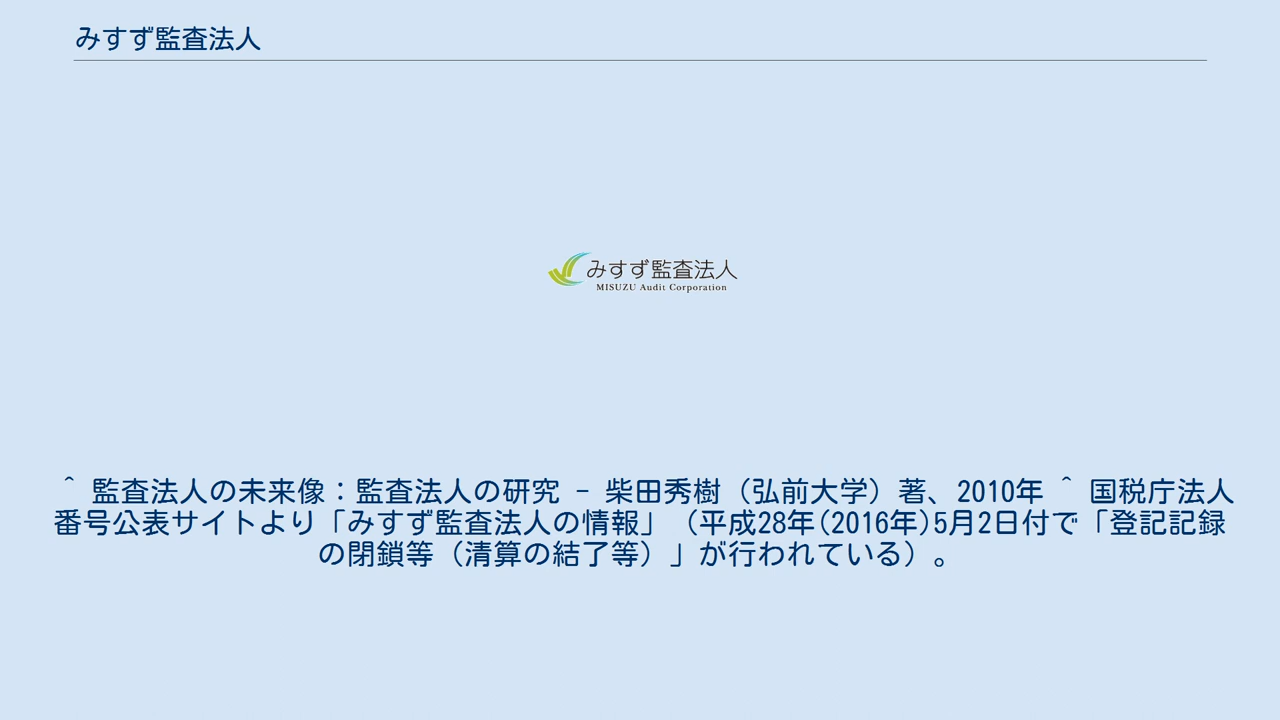 みすず監査法人
みすず監査法人
MISUZU Audit Corporation
^ 監査法人の未来像：監査法人の研究 - 柴田秀樹（弘前大学）著、2010年 ^ 国税庁法人
番号公表サイトより「みすず監査法人の情報」（平成28年(2016年)5月2日付で「登記記録
の閉鎖等（清算の結了等）」が行われている）。